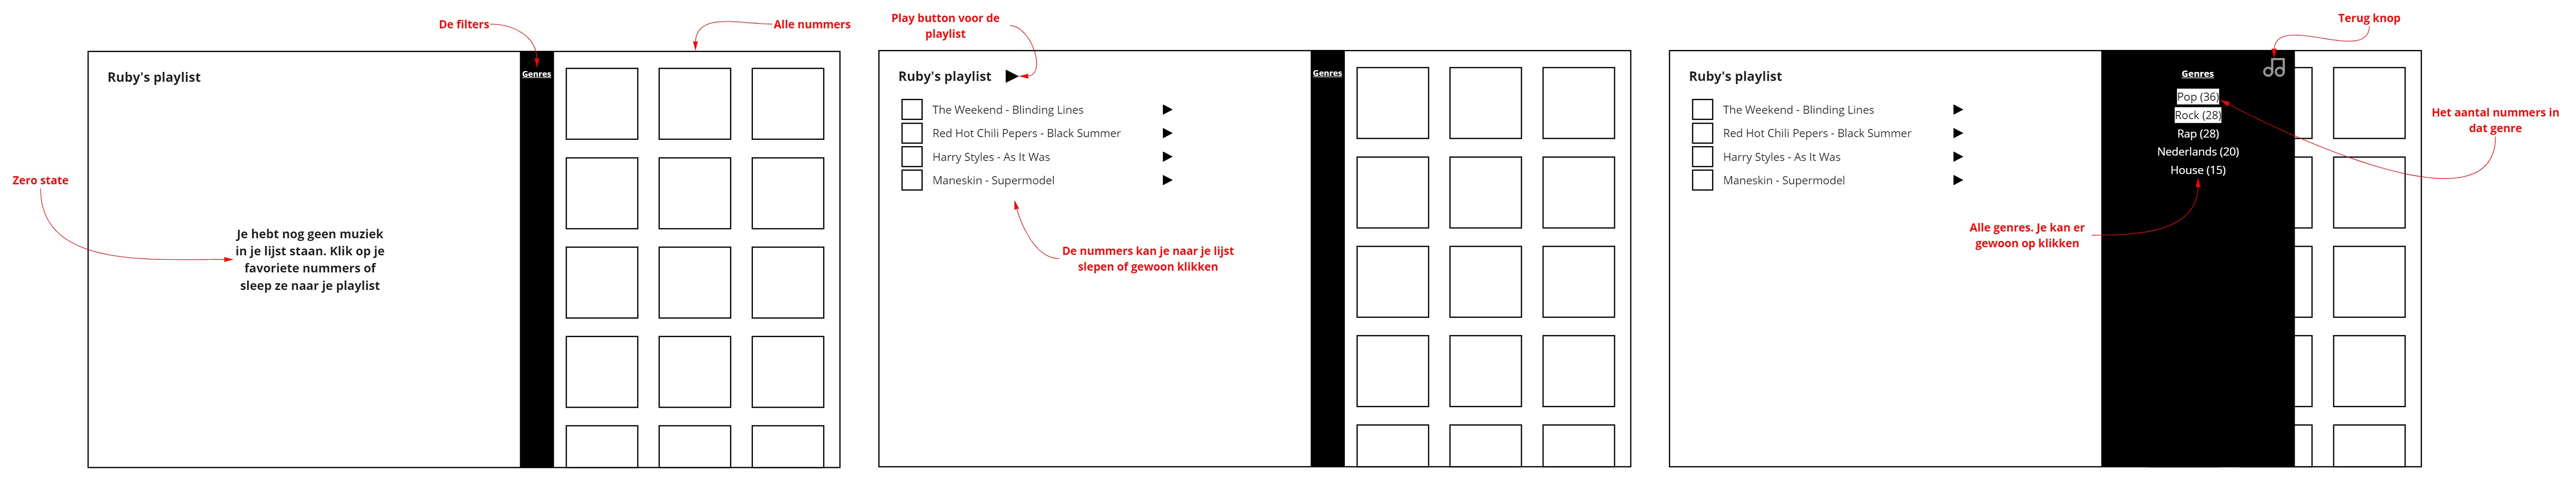 De filters
Alle nummers
Ruby's playlist
Genres
Zero state
Je hebt nog geen muziek
in je lijst staan. Klik op je
favoriete nummers of
sleep ze naar je playlist
Play button voor de
playlist
Ruby's playlist
Genres
The Weekend - Blinding Lines
Red Hot Chili Pepers - Black Summer
Harry Styles - As It Was
Maneskin - Supermodel
De nummers kan je naar je lijst
slepen of gewoon klikken
Terug knop
Ruby's playlist
Genres
The Weekend - Blinding Lines
Red Hot Chili Pepers - Black Summer
Harry Styles - As It Was
Maneskin - Supermodel
Pop (36)
Rock (28)
Rap (28)
Nederlands (20)
House (15)
Het aantal nummers in
dat genre
Alle genres. Je kan er
gewoon op klikken